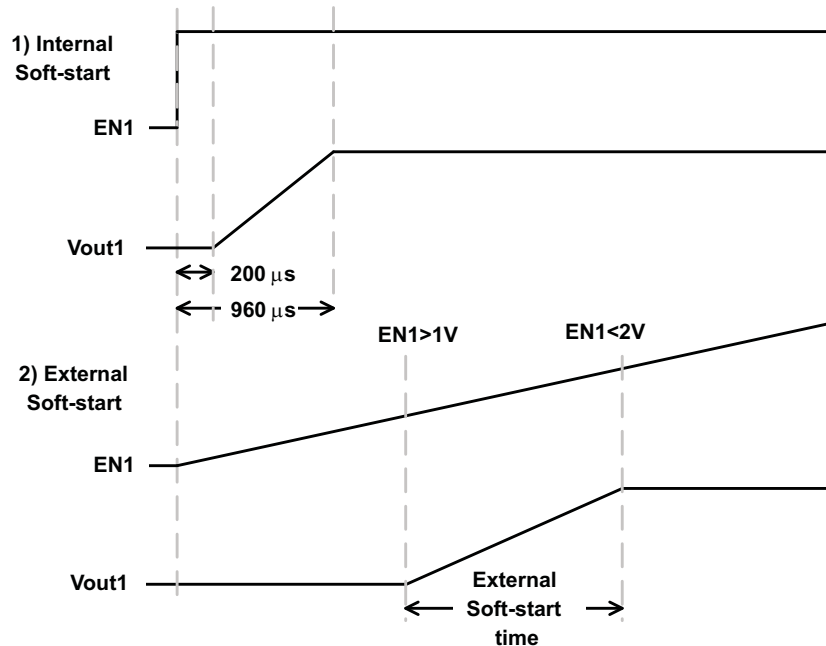 1) Internal
Soft-start
EN1
Vout1
200 μs
960 μs
EN1>1V
EN1<2V
2) External
Soft-start
EN1
Vout1
External
Soft-start
time